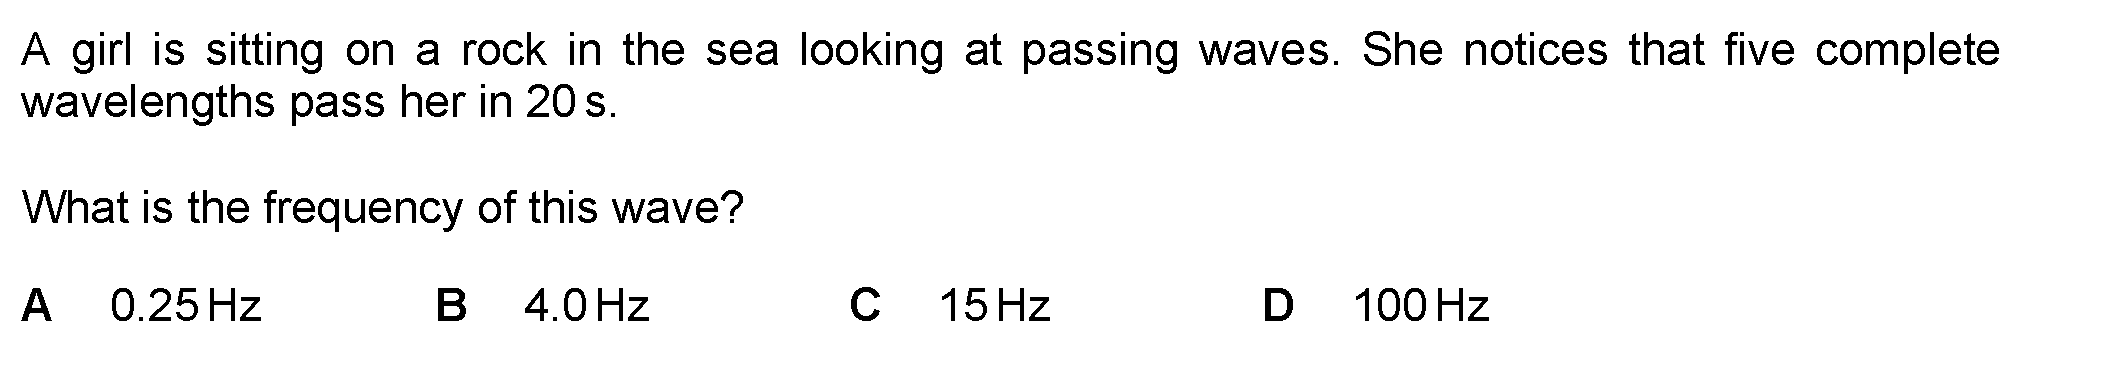 A girl is sitting on a rock in the sea looking at passing waves. She notices that five complete
wavelengths pass her in 20 s.
What is the frequency of this wave?
A 0.25 Hz B 4.0 Hz C 15 Hz D 100 Hz